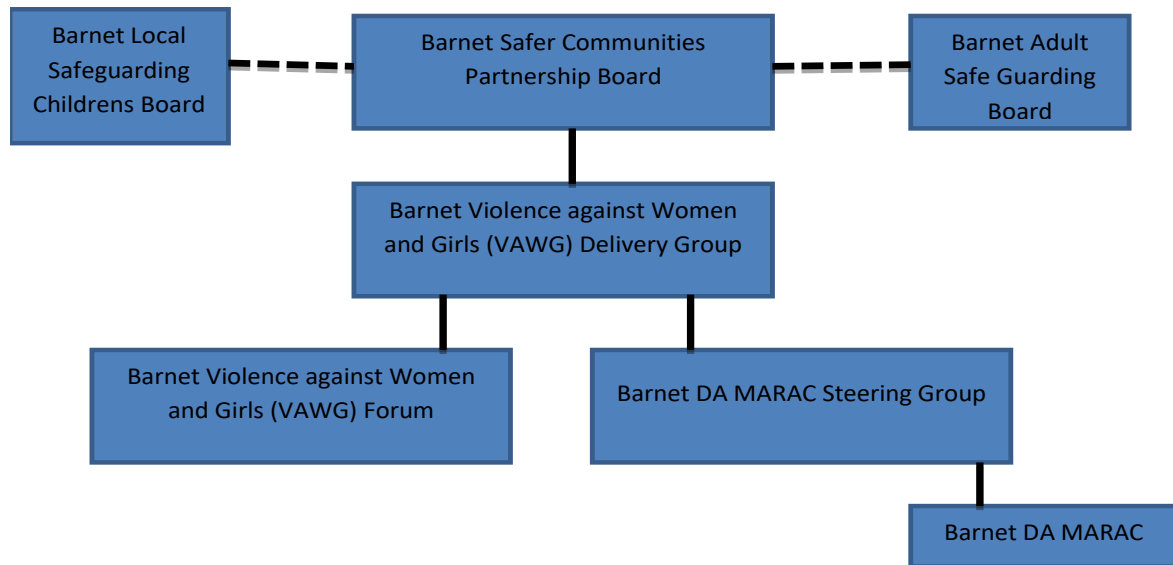 Barnet Local
Safeguarding
Childrens Board
Barnet Safer Communities
Partnership Board
Barnet Adult
Safe Guarding
Board
Barnet Violence against Women
and Girls (VAWG) Delivery Group
Barnet Violence against Women
and Girls (VAWG) Forum
Barnet DA MARAC Steering Group
Barnet DA MARAC